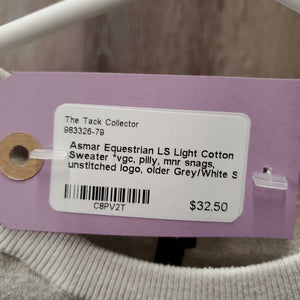 The Tack Collector
983326-79
Asmar Equestrian LS Light Cotton
Sweater *vgc, pilly, mnr snags,
unstitched logo, older Grey/White S
C8PV2T
$32.50